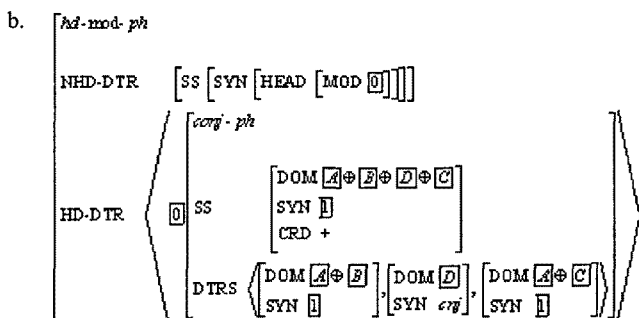 b.
hd-mod-ph
NHD-DTR [SS [SYN [HEAD [MOD 0]]]]
conj-ph
DOM A⊕B⊕D⊕C
HD-DTR 0 SS SYN 1
CRD +
DTRS ⟨[DOM A⊕B, SYN 1], [DOM D, SYN cnj], [DOM A⊕C, SYN 1]⟩